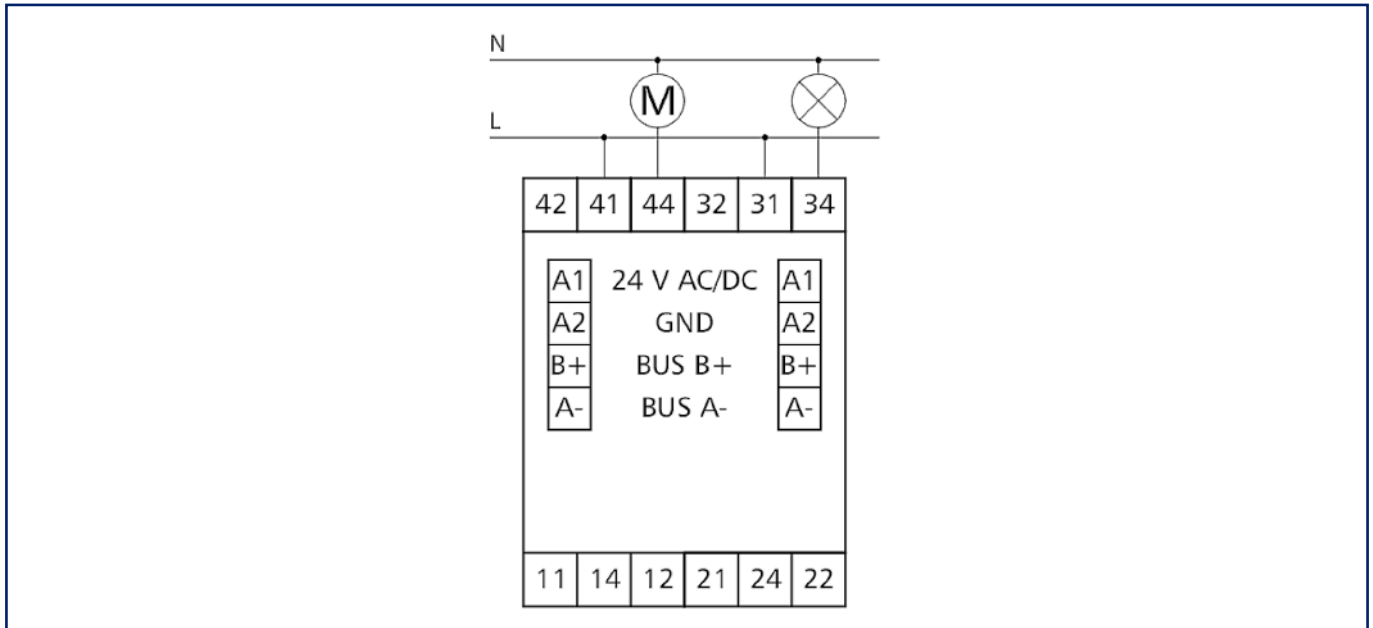 N
M
L
42 41 44 32 31 34
A1 24 V AC/DC A1
A2 GND A2
B+ BUS B+ B+
A- BUS A- A-
11 14 12 21 24 22